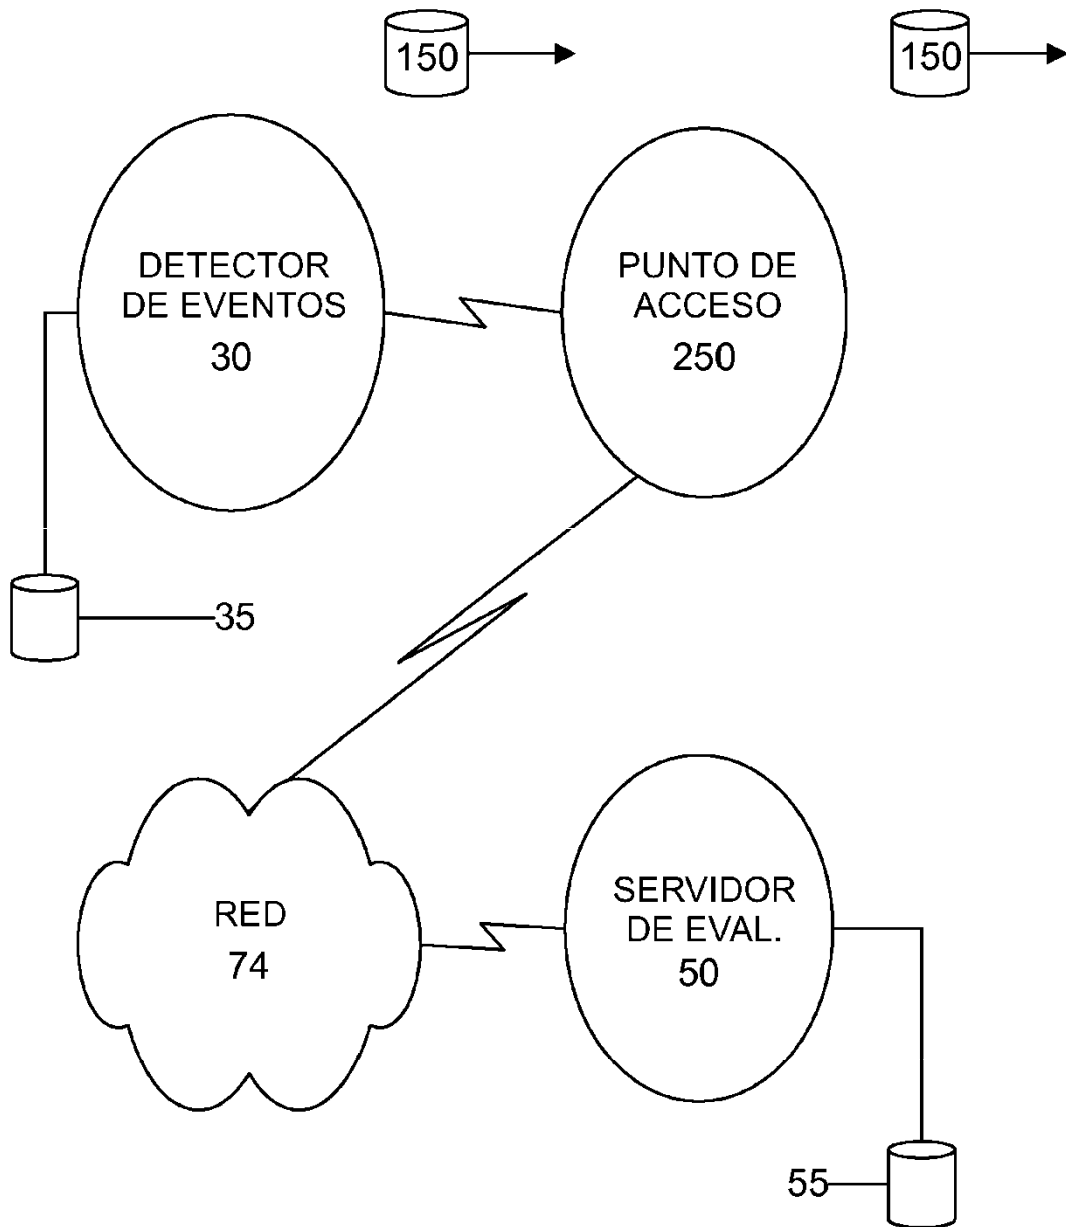 150
150
DETECTOR
DE EVENTOS
30
PUNTO DE
ACCESO
250
35
RED
74
SERVIDOR
DE EVAL.
50
55